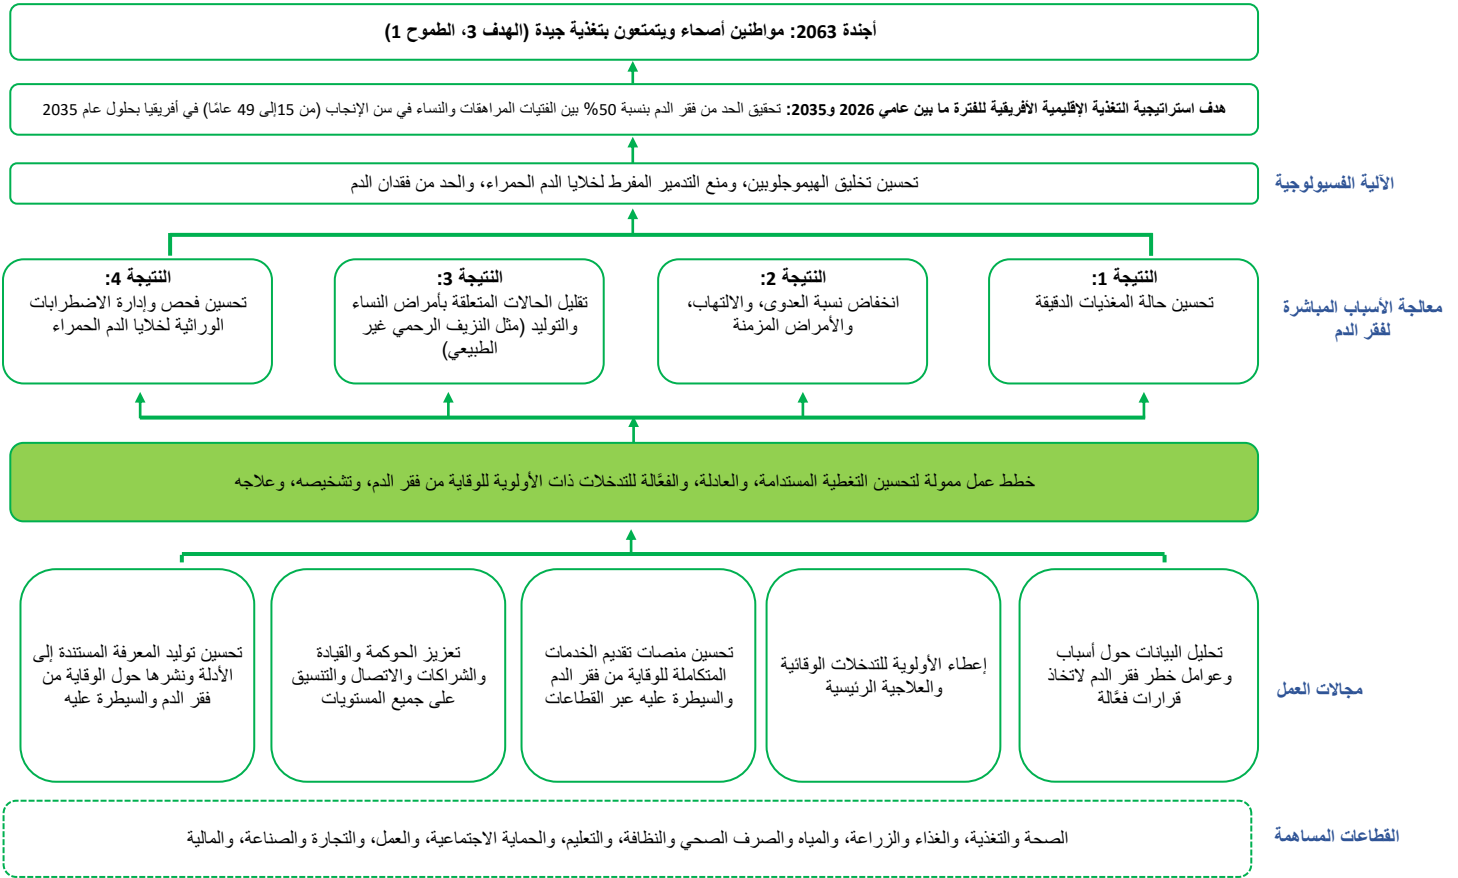 أجندة 2063: مواطنين أصحاء ويتمتعون بتغذية جيدة (الهدف 3، الطموح 1)
هدف استراتيجية التغذية الإقليمية الأفريقية للفترة ما بين عامي 2026 و2035: تحقيق الحد من فقر الدم بنسبة 50% بين الفتيات المراهقات والنساء في سن الإنجاب (من 15إلى 49 عامًا) في أفريقيا بحلول عام 2035
الآلية الفسيولوجية
تحسين تخليق الهيموجلوبين، ومنع التدمير المفرط لخلايا الدم الحمراء، والحد من فقدان الدم
معالجة الأسباب المباشرة
لفقر الدم
النتيجة 1:
تحسين حالة المغذيات الدقيقة
النتيجة 2:
انخفاض نسبة العدوى، والالتهاب،
والأمراض المزمنة
النتيجة 3:
تقليل الحالات المتعلقة بأمراض النساء
والتوليد (مثل النزيف الرحمي غير
الطبيعي)
النتيجة 4:
تحسين فحص وإدارة الاضطرابات
الوراثية لخلايا الدم الحمراء
خطط عمل ممولة لتحسين التغطية المستدامة، والعادلة، والفعَّالة للتدخلات ذات الأولوية للوقاية من فقر الدم، وتشخيصه، وعلاجه
مجالات العمل
تحليل البيانات حول أسباب
وعوامل خطر فقر الدم لاتخاذ
قرارات فعَّالة
إعطاء الأولوية للتدخلات الوقائية
والعلاجية الرئيسية
تحسين منصات تقديم الخدمات
المتكاملة للوقاية من فقر الدم
والسيطرة عليه عبر القطاعات
تعزيز الحوكمة والقيادة
والشراكات والاتصال والتنسيق
على جميع المستويات
تحسين توليد المعرفة المستندة إلى
الأدلة ونشرها حول الوقاية من
فقر الدم والسيطرة عليه
القطاعات المساهمة
الصحة والتغذية، والغذاء والزراعة، والمياه والصرف الصحي والنظافة، والتعليم، والحماية الاجتماعية، والعمل، والتجارة والصناعة، والمالية